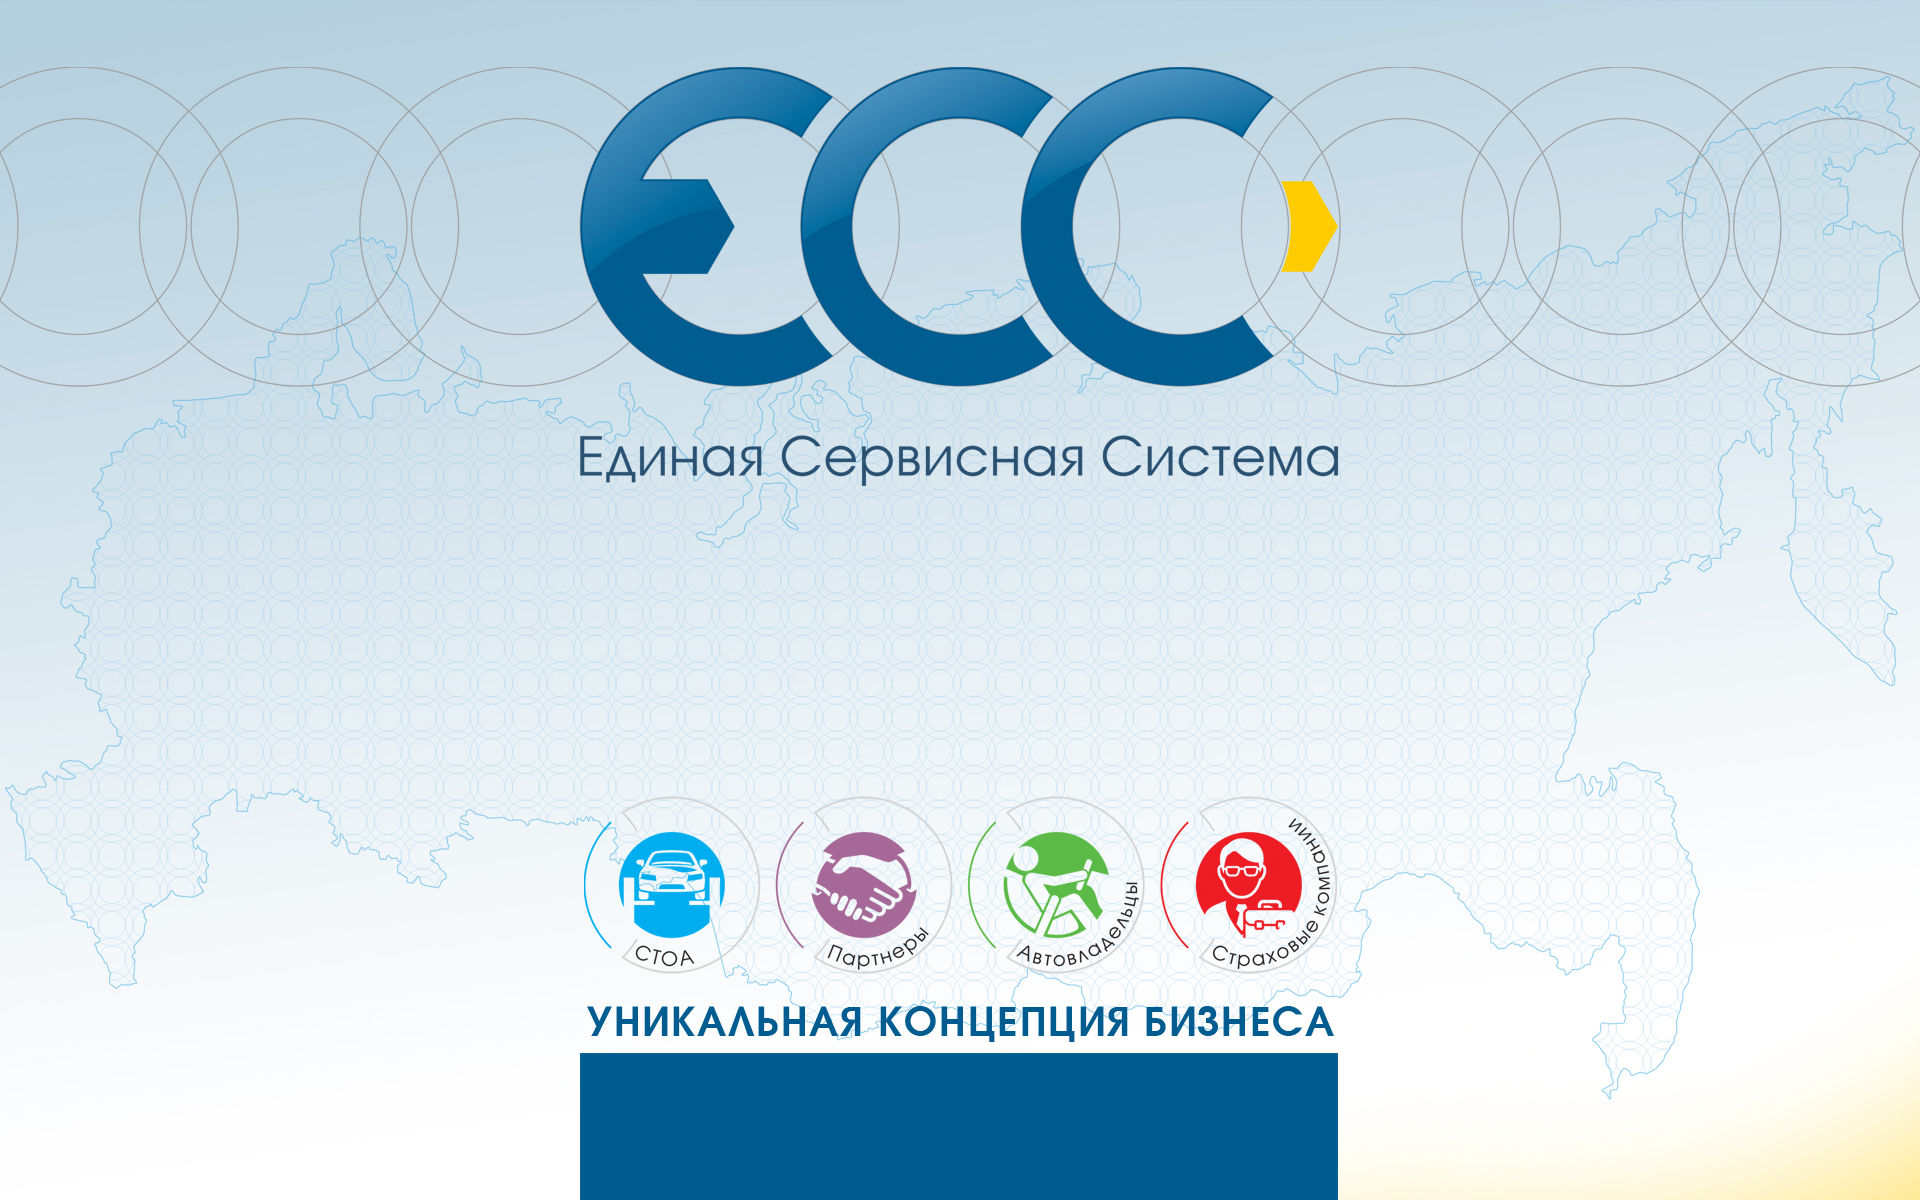 ЕСС
Единая Сервисная Система
СТОА
Партнеры
Автовладельцы
Страховые компании
УНИКАЛЬНАЯ КОНЦЕПЦИЯ БИЗНЕСА